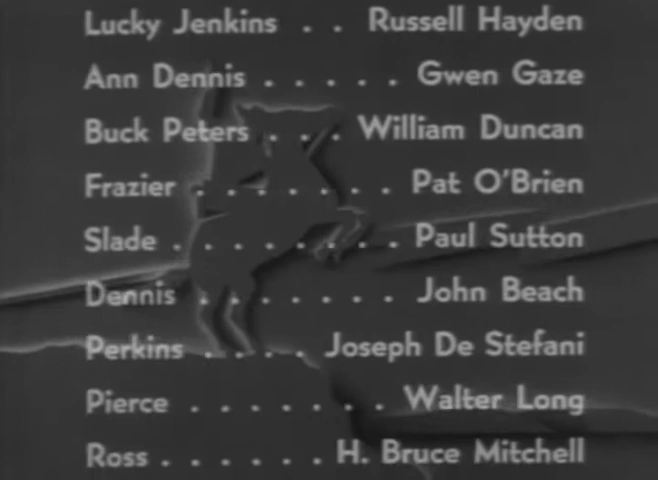 Lucky Jenkins . . Russell Hayden
Ann Dennis . . . . . Gwen Gaze
Buck Peters . . . William Duncan
Frazier . . . . . . . Pat O'Brien
Slade . . . . . . . . Paul Sutton
Dennis . . . . . . . John Beach
Perkins . . . . Joseph De Stefani
Pierce . . . . . . . Walter Long
Ross . . . . . . H. Bruce Mitchell